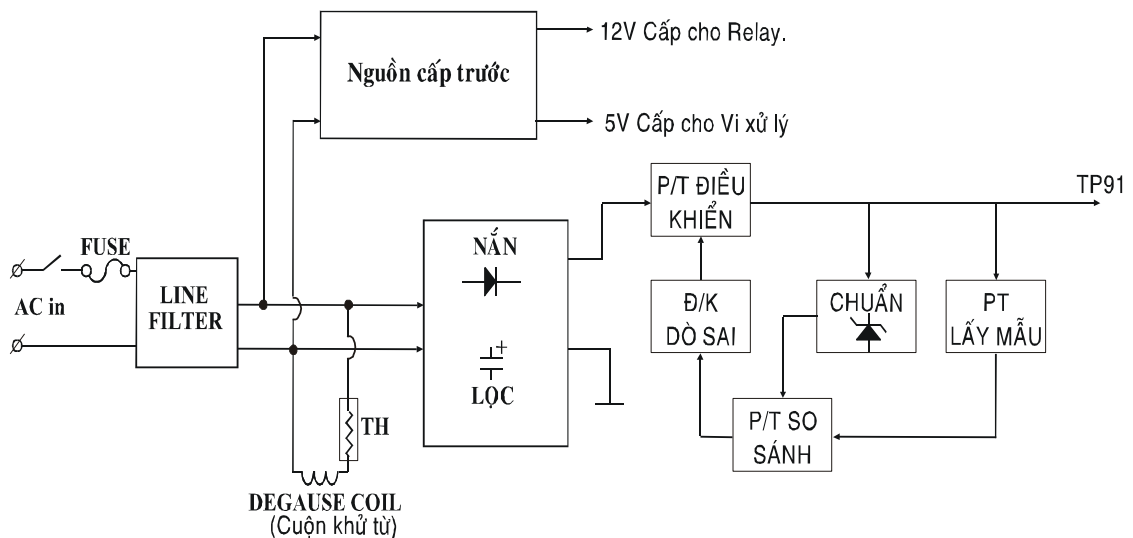 12V Cấp cho Relay.
Nguồn cấp trước
5V Cấp cho Vi xử lý
P/T ĐIỀU
KHIỂN
TP91
FUSE
AC in
LINE
FILTER
NẮN
+
LỌC
Đ/K
DÒ SAI
CHUẨN
PT
LẤY MẪU
TH
P/T SO
SÁNH
DEGAUSE COIL
(Cuộn khử từ)